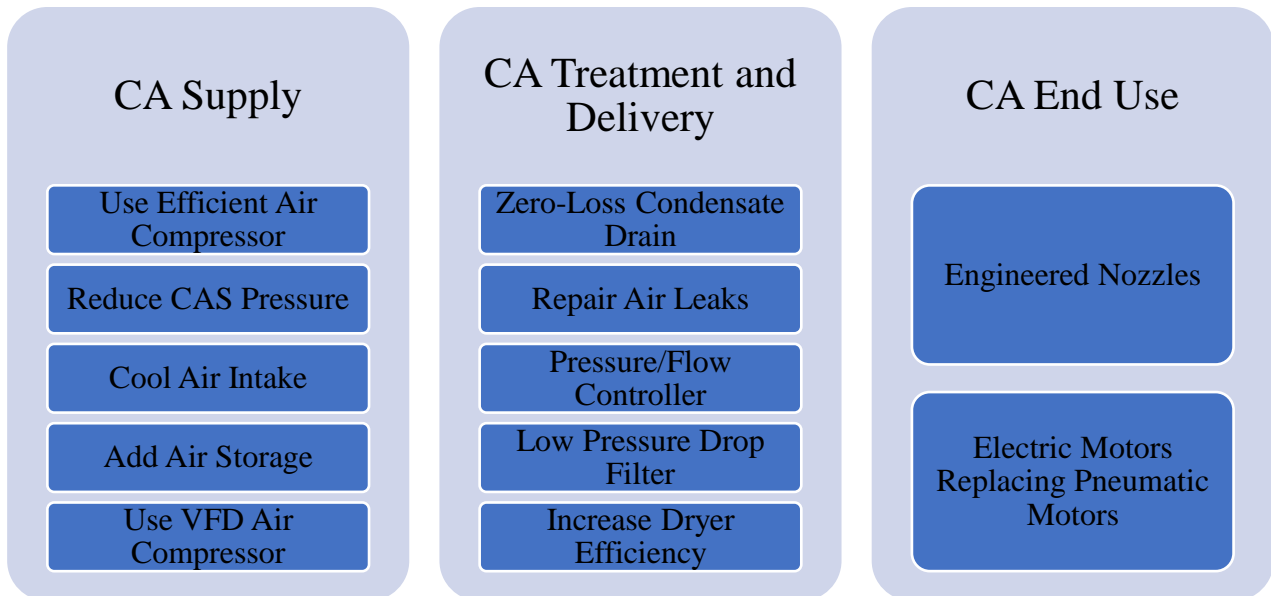 CA Supply
Use Efficient Air
Compressor
Reduce CAS Pressure
Cool Air Intake
Add Air Storage
Use VFD Air
Compressor
CA Treatment and
Delivery
Zero-Loss Condensate
Drain
Repair Air Leaks
Pressure/Flow
Controller
Low Pressure Drop
Filter
Increase Dryer
Efficiency
CA End Use
Engineered Nozzles
Electric Motors
Replacing Pneumatic
Motors